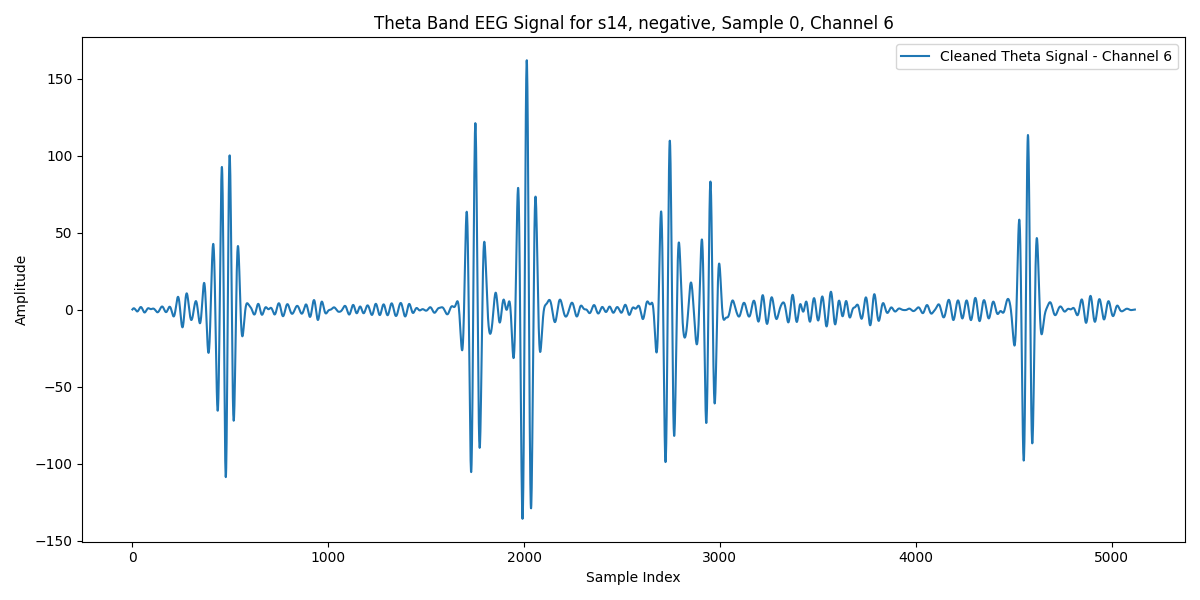 Theta Band EEG Signal for s14, negative, Sample 0, Channel 6
Cleaned Theta Signal - Channel 6
Amplitude
150
100
50
0
−50
−100
−150
0 1000 2000 3000 4000 5000
Sample Index